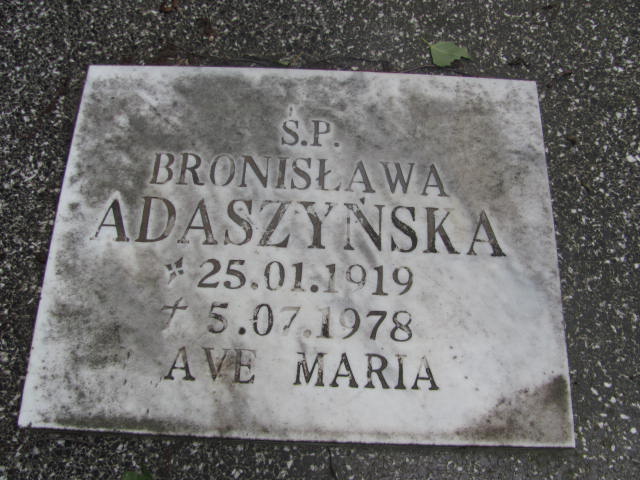 Ś.P.
BRONISŁAWA
ADASZYŃSKA
* 25.01.1919
+ 5.07.1978
AVE MARIA